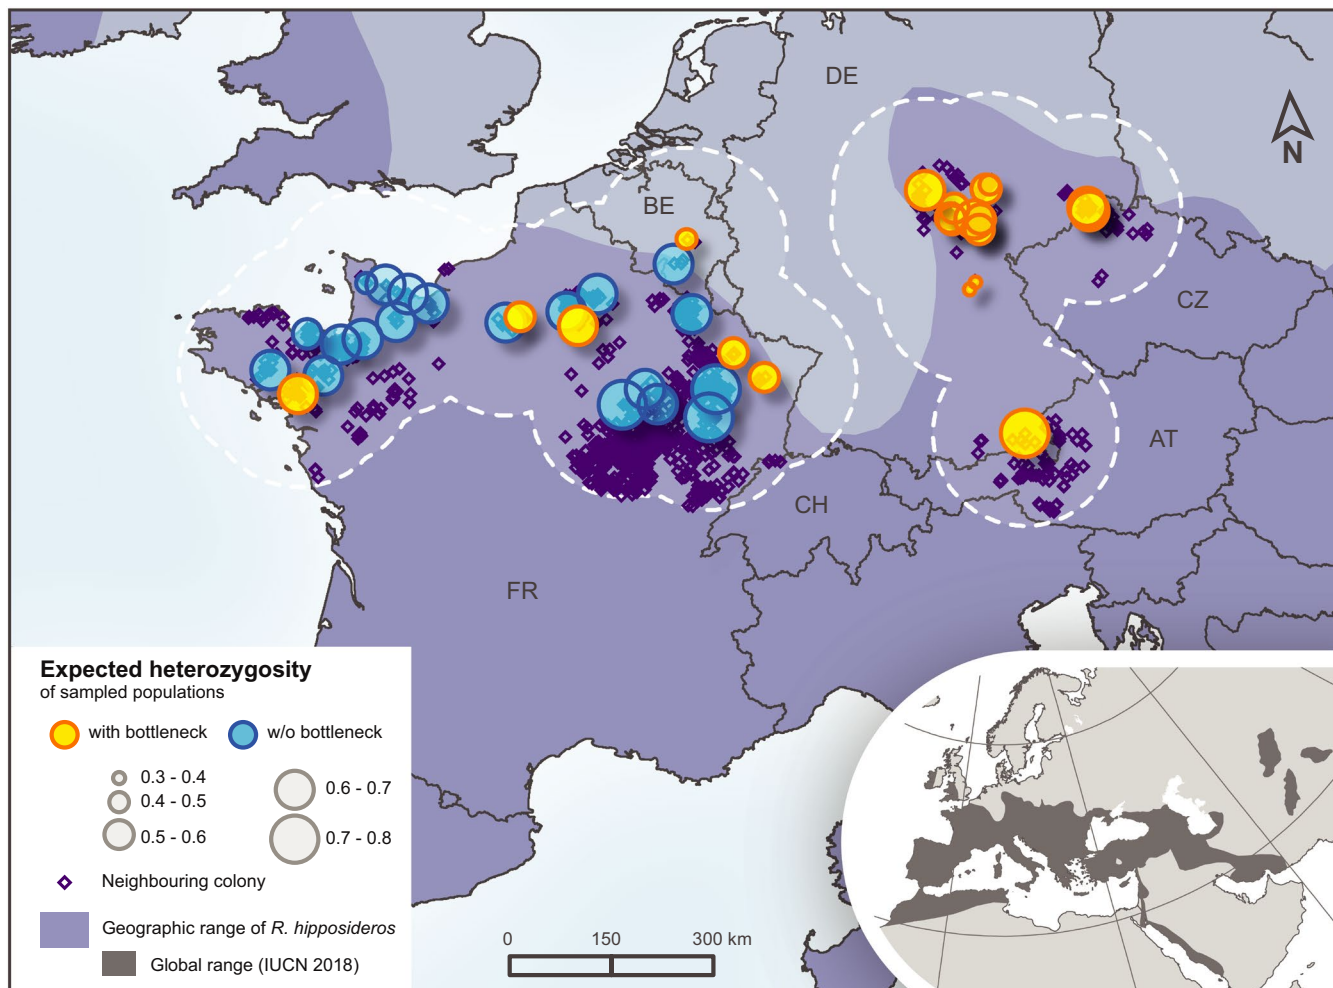 DE
N
BE
CZ
AT
CH
FR
Expected heterozygosity
of sampled populations
with bottleneck
w/o bottleneck
0.3 - 0.4
0.4 - 0.5
0.5 - 0.6
0.6 - 0.7
0.7 - 0.8
Neighbouring colony
Geographic range of R. hipposideros
Global range (IUCN 2018)
0 150 300 km